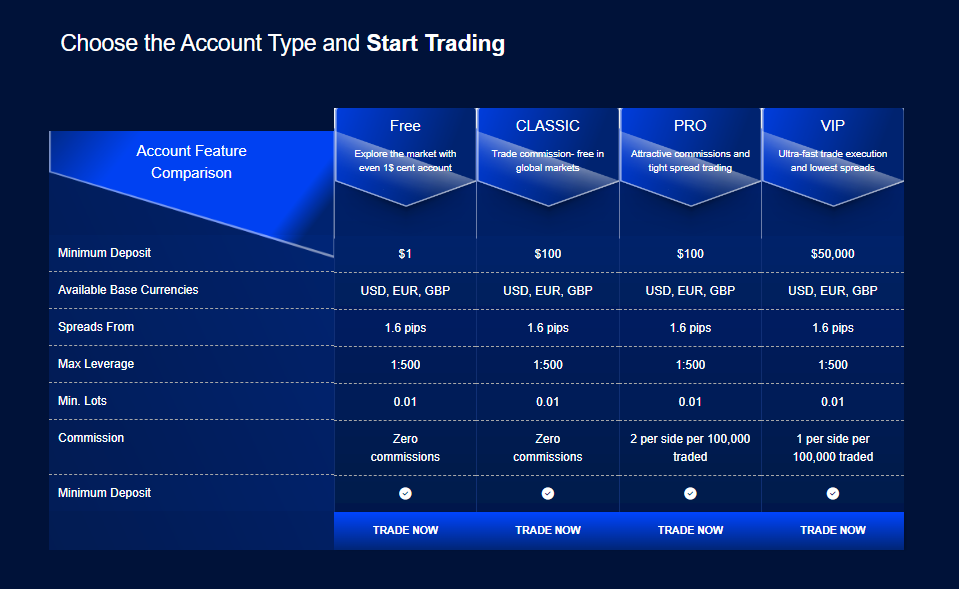 Choose the Account Type and Start Trading
Account Feature
Comparison
Free
Explore the market with
even 1$ cent account
CLASSIC
Trade commission- free in
global markets
PRO
Attractive commissions and
tight spread trading
VIP
Ultra-fast trade execution
and lowest spreads
Minimum Deposit $1 $100 $100 $50,000
Available Base Currencies USD, EUR, GBP USD, EUR, GBP USD, EUR, GBP USD, EUR, GBP
Spreads From 1.6 pips 1.6 pips 1.6 pips 1.6 pips
Max Leverage 1:500 1:500 1:500 1:500
Min. Lots 0.01 0.01 0.01 0.01
Commission Zero Zero 2 per side per 100,000 1 per side per
commissions commissions traded 100,000 traded
Minimum Deposit
TRADE NOW TRADE NOW TRADE NOW TRADE NOW